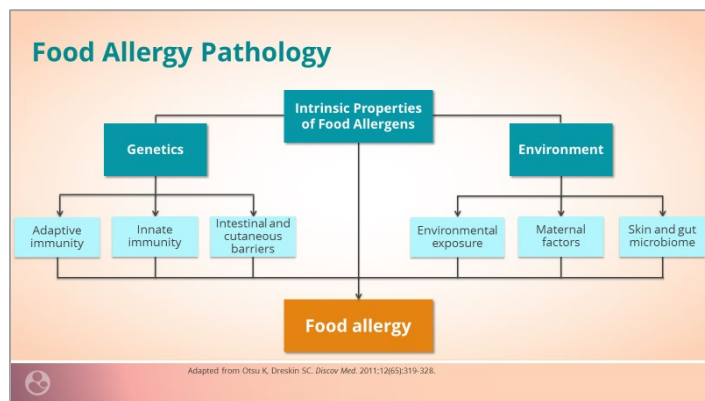 Food Allergy Pathology
Intrinsic Properties
of Food Allergens
Genetics
Environment
Adaptive
immunity
Innate
immunity
Intestinal and
cutaneous
barriers
Environmental
exposure
Maternal
factors
Skin and gut
microbiome
Food allergy
Adapted from Otsu K, Dreskin SC. Discov Med. 2011;12(65):319-328.